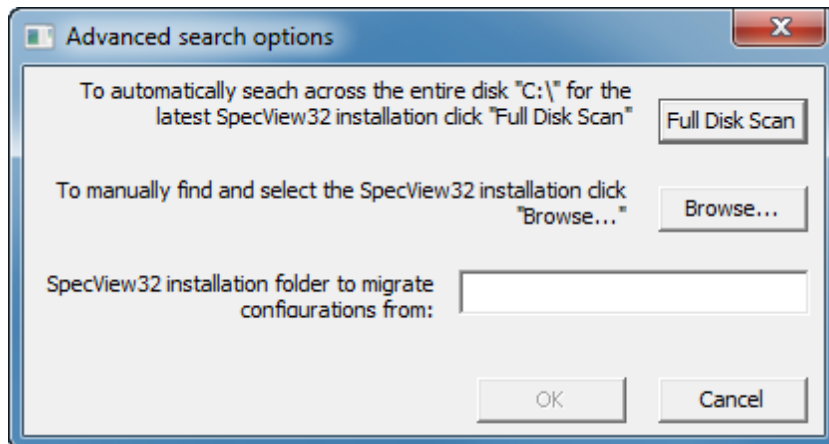 Advanced search options
To automatically seach across the entire disk "C:\" for the
latest SpecView32 installation click "Full Disk Scan"
Full Disk Scan
To manually find and select the SpecView32 installation click
"Browse..."
Browse...
SpecView32 installation folder to migrate
configurations from:
OK
Cancel